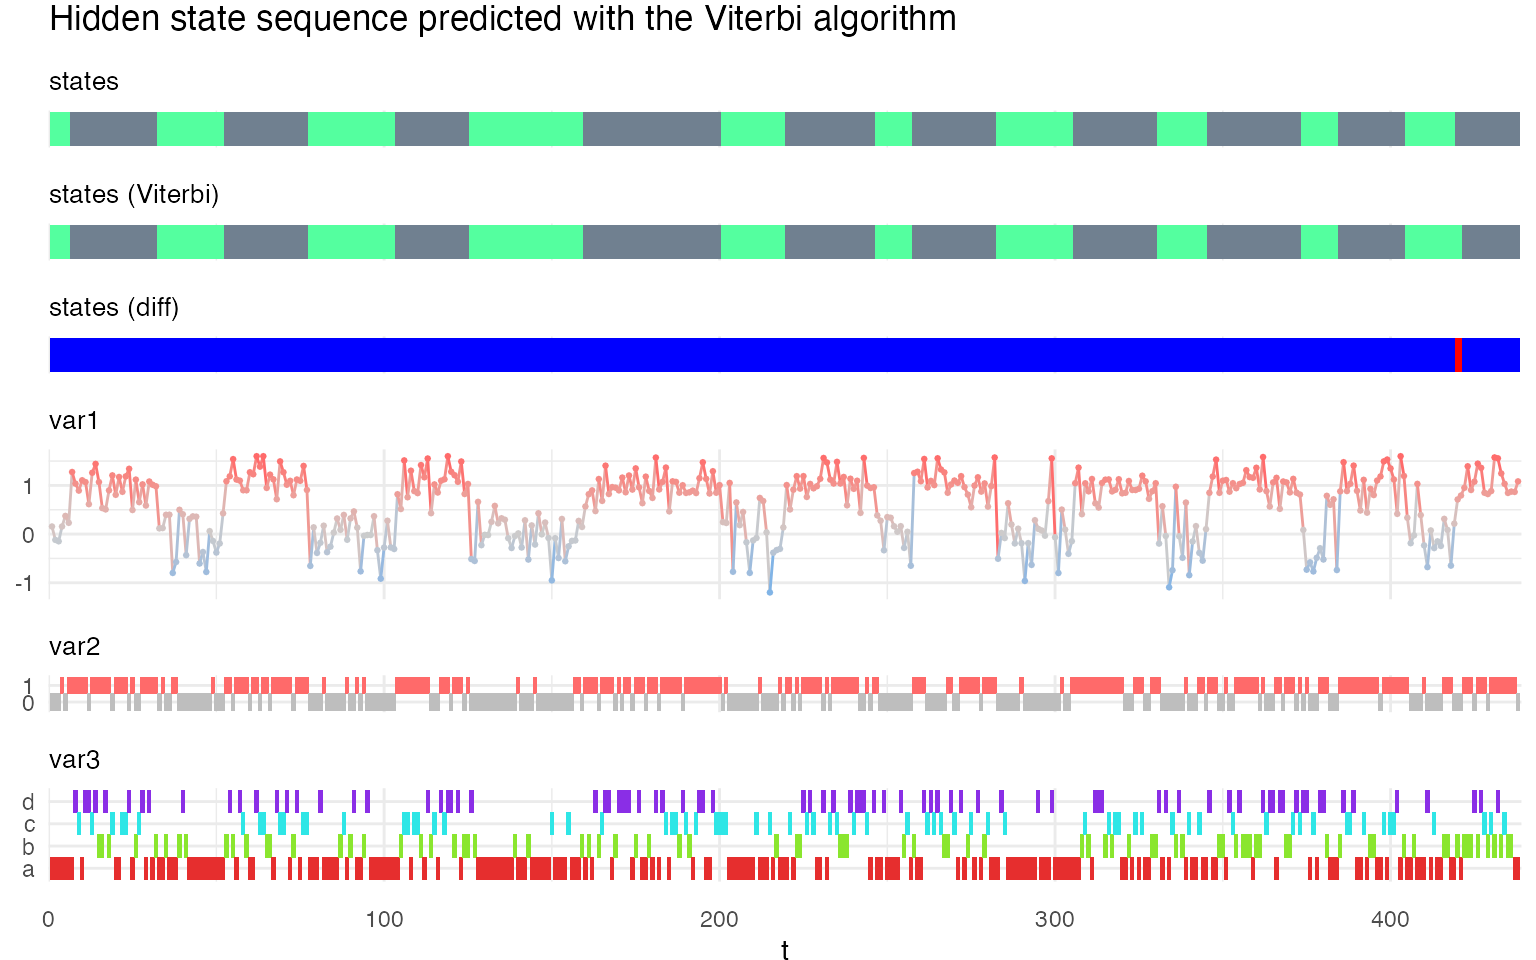 Hidden state sequence predicted with the Viterbi algorithm
states
states (Viterbi)
states (diff)
var1
1
0
-1
var2
1
0
var3
d
c
b
a
0 100 200 300 400
t